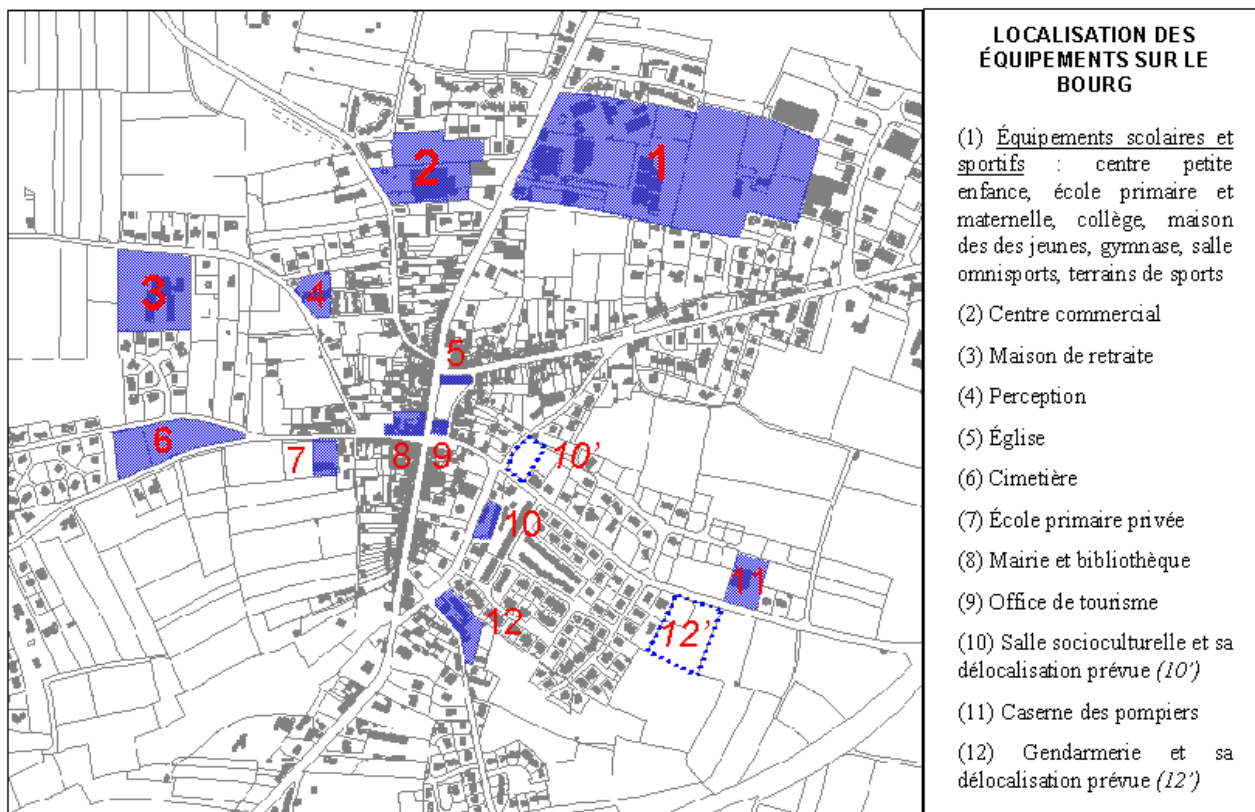 LOCALISATION DES
ÉQUIPEMENTS SUR LE
BOURG
(1) Équipements scolaires et
sportifs : centre petite
enfance, école primaire et
maternelle, collège, maison
des des jeunes, gymnase, salle
omnisports, terrains de sports
(2) Centre commercial
(3) Maison de retraite
(4) Perception
(5) Église
(6) Cimetière
(7) École primaire privée
(8) Mairie et bibliothèque
(9) Office de tourisme
(10) Salle socioculturelle et sa
délocalisation prévue (10')
(11) Caserne des pompiers
(12) Gendarmerie et sa
délocalisation prévue (12')
1
2
3
4
5
6
7
8
9
10'
10
11
12
12'